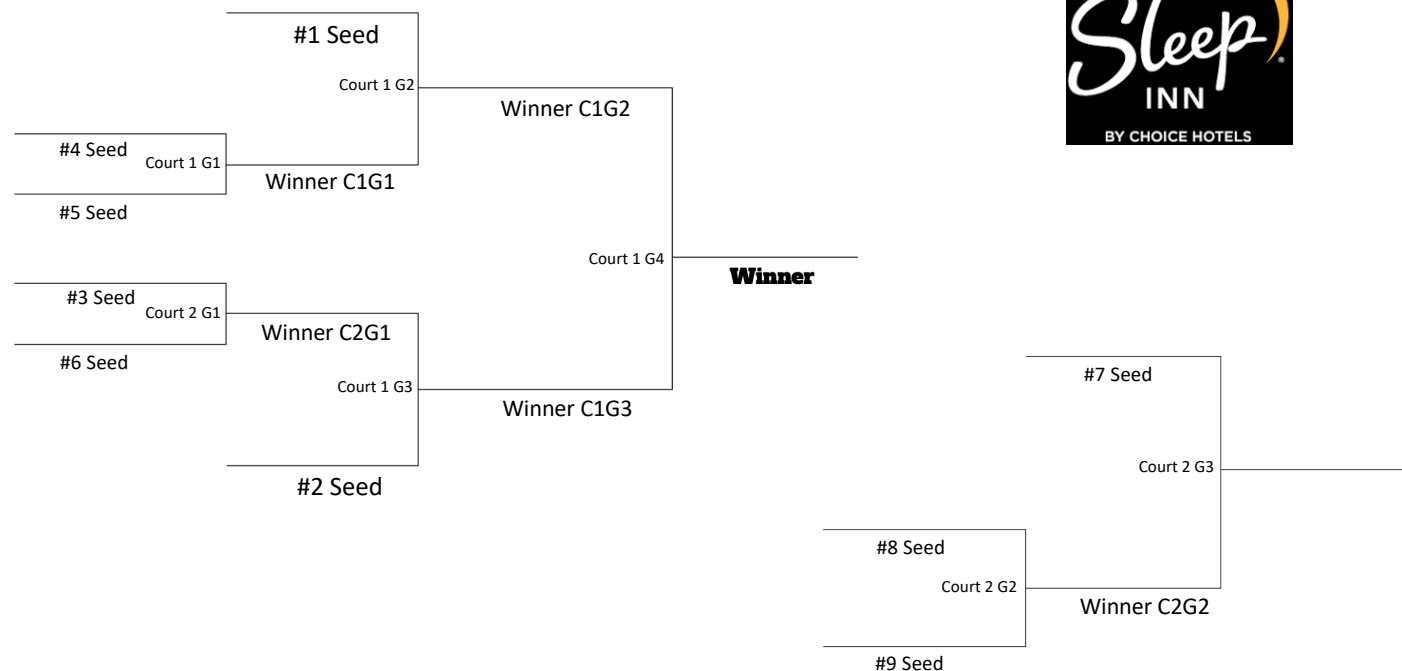 Sleep
INN
BY CHOICE HOTELS
#1 Seed
Court 1 G2
Winner C1G2
#4 Seed
Court 1 G1
Winner C1G1
#5 Seed
Court 1 G4
Winner
#3 Seed
Court 2 G1
Winner C2G1
#6 Seed
Court 1 G3
Winner C1G3
#2 Seed
#7 Seed
Court 2 G3
#8 Seed
Court 2 G2
Winner C2G2
#9 Seed